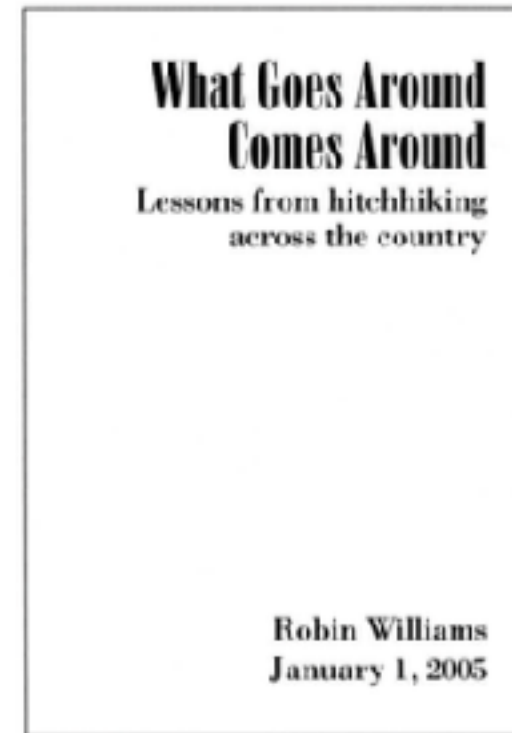 What Goes Around
Comes Around
Lessons from hitchhiking
across the country
Robin Williams
January 1, 2005